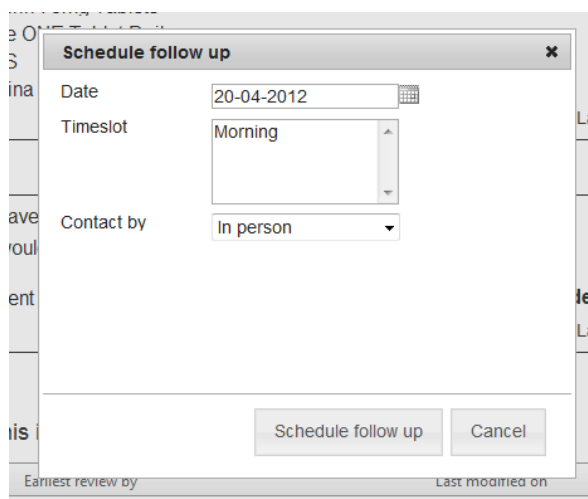 Schedule follow up
Date 20-04-2012
Timeslot Morning
Contact by In person
Schedule follow up Cancel
Earliest review by Last modified on